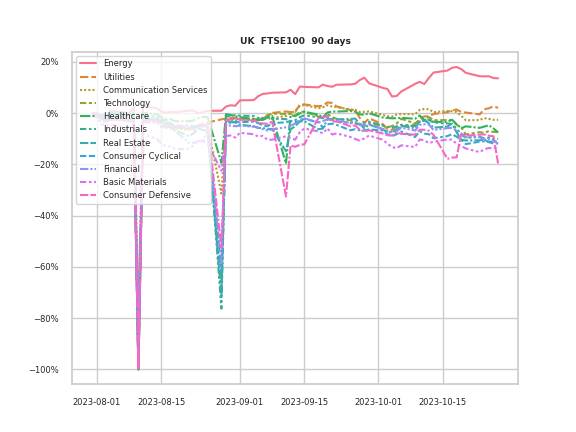 UK  FTSE100  90 days
20%
0%
−20%
−40%
−60%
−80%
−100%
Energy
Utilities
Communication Services
Technology
Healthcare
Industrials
Real Estate
Consumer Cyclical
Financial
Basic Materials
Consumer Defensive
2023-08-01 2023-08-15 2023-09-01 2023-09-15 2023-10-01 2023-10-15